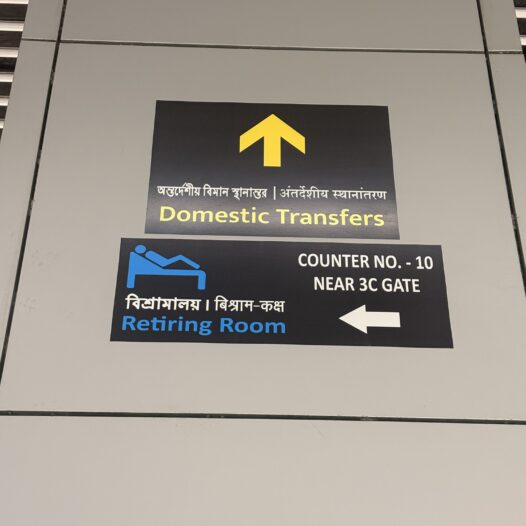 অন্তর্দেশীয় বিমান স্থানান্তর | अंतर्देशीय स्थानांतरण
Domestic Transfers
বিশ্রামালয় । विश्राम-कक्ष
Retiring Room
COUNTER NO. - 10
NEAR 3C GATE